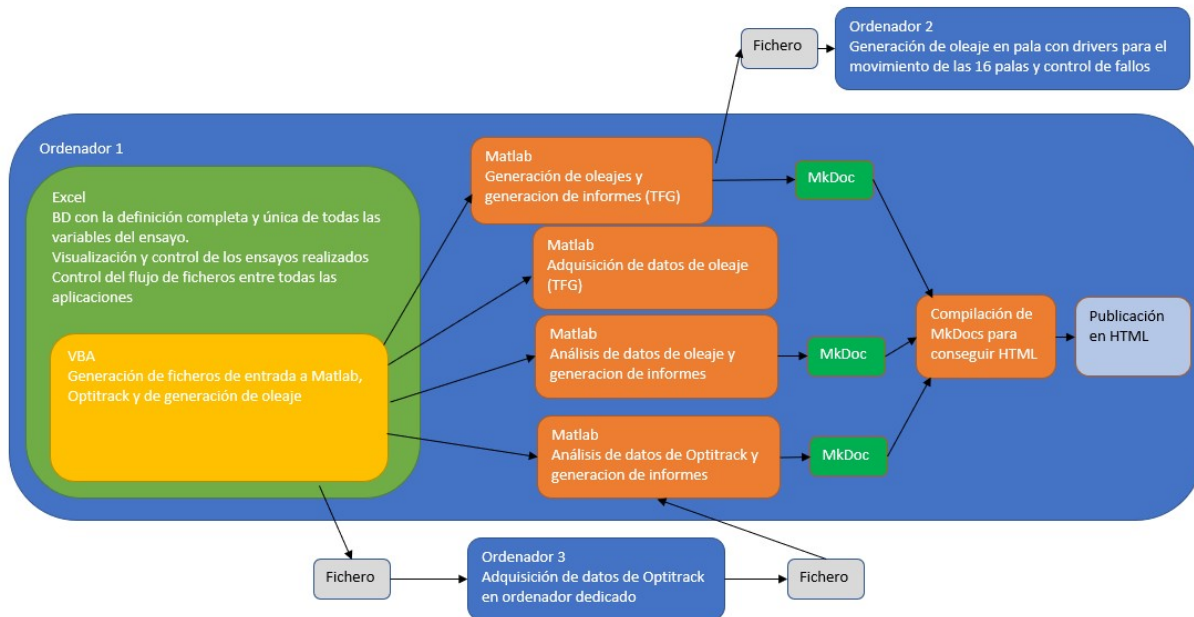 Fichero
Ordenador 2
Generación de oleaje en pala con drivers para el
movimiento de las 16 palas y control de fallos
Ordenador 1
Excel
BD con la definición completa y única de todas las
variables del ensayo.
Visualización y control de los ensayos realizados
Control del flujo de ficheros entre todas las
aplicaciones
VBA
Generación de ficheros de entrada a Matlab,
Optitrack y de generación de oleaje
Matlab
Generación de oleajes y
generacion de informes (TFG)
MkDoc
Matlab
Adquisición de datos de oleaje
(TFG)
Matlab
Análisis de datos de oleaje y
generacion de informes
MkDoc
Matlab
Análisis de datos de Optitrack y
generacion de informes
MkDoc
Compilación de
MkDocs para
conseguir HTML
Publicación
en HTML
Fichero
Ordenador 3
Adquisición de datos de Optitrack
en ordenador dedicado
Fichero